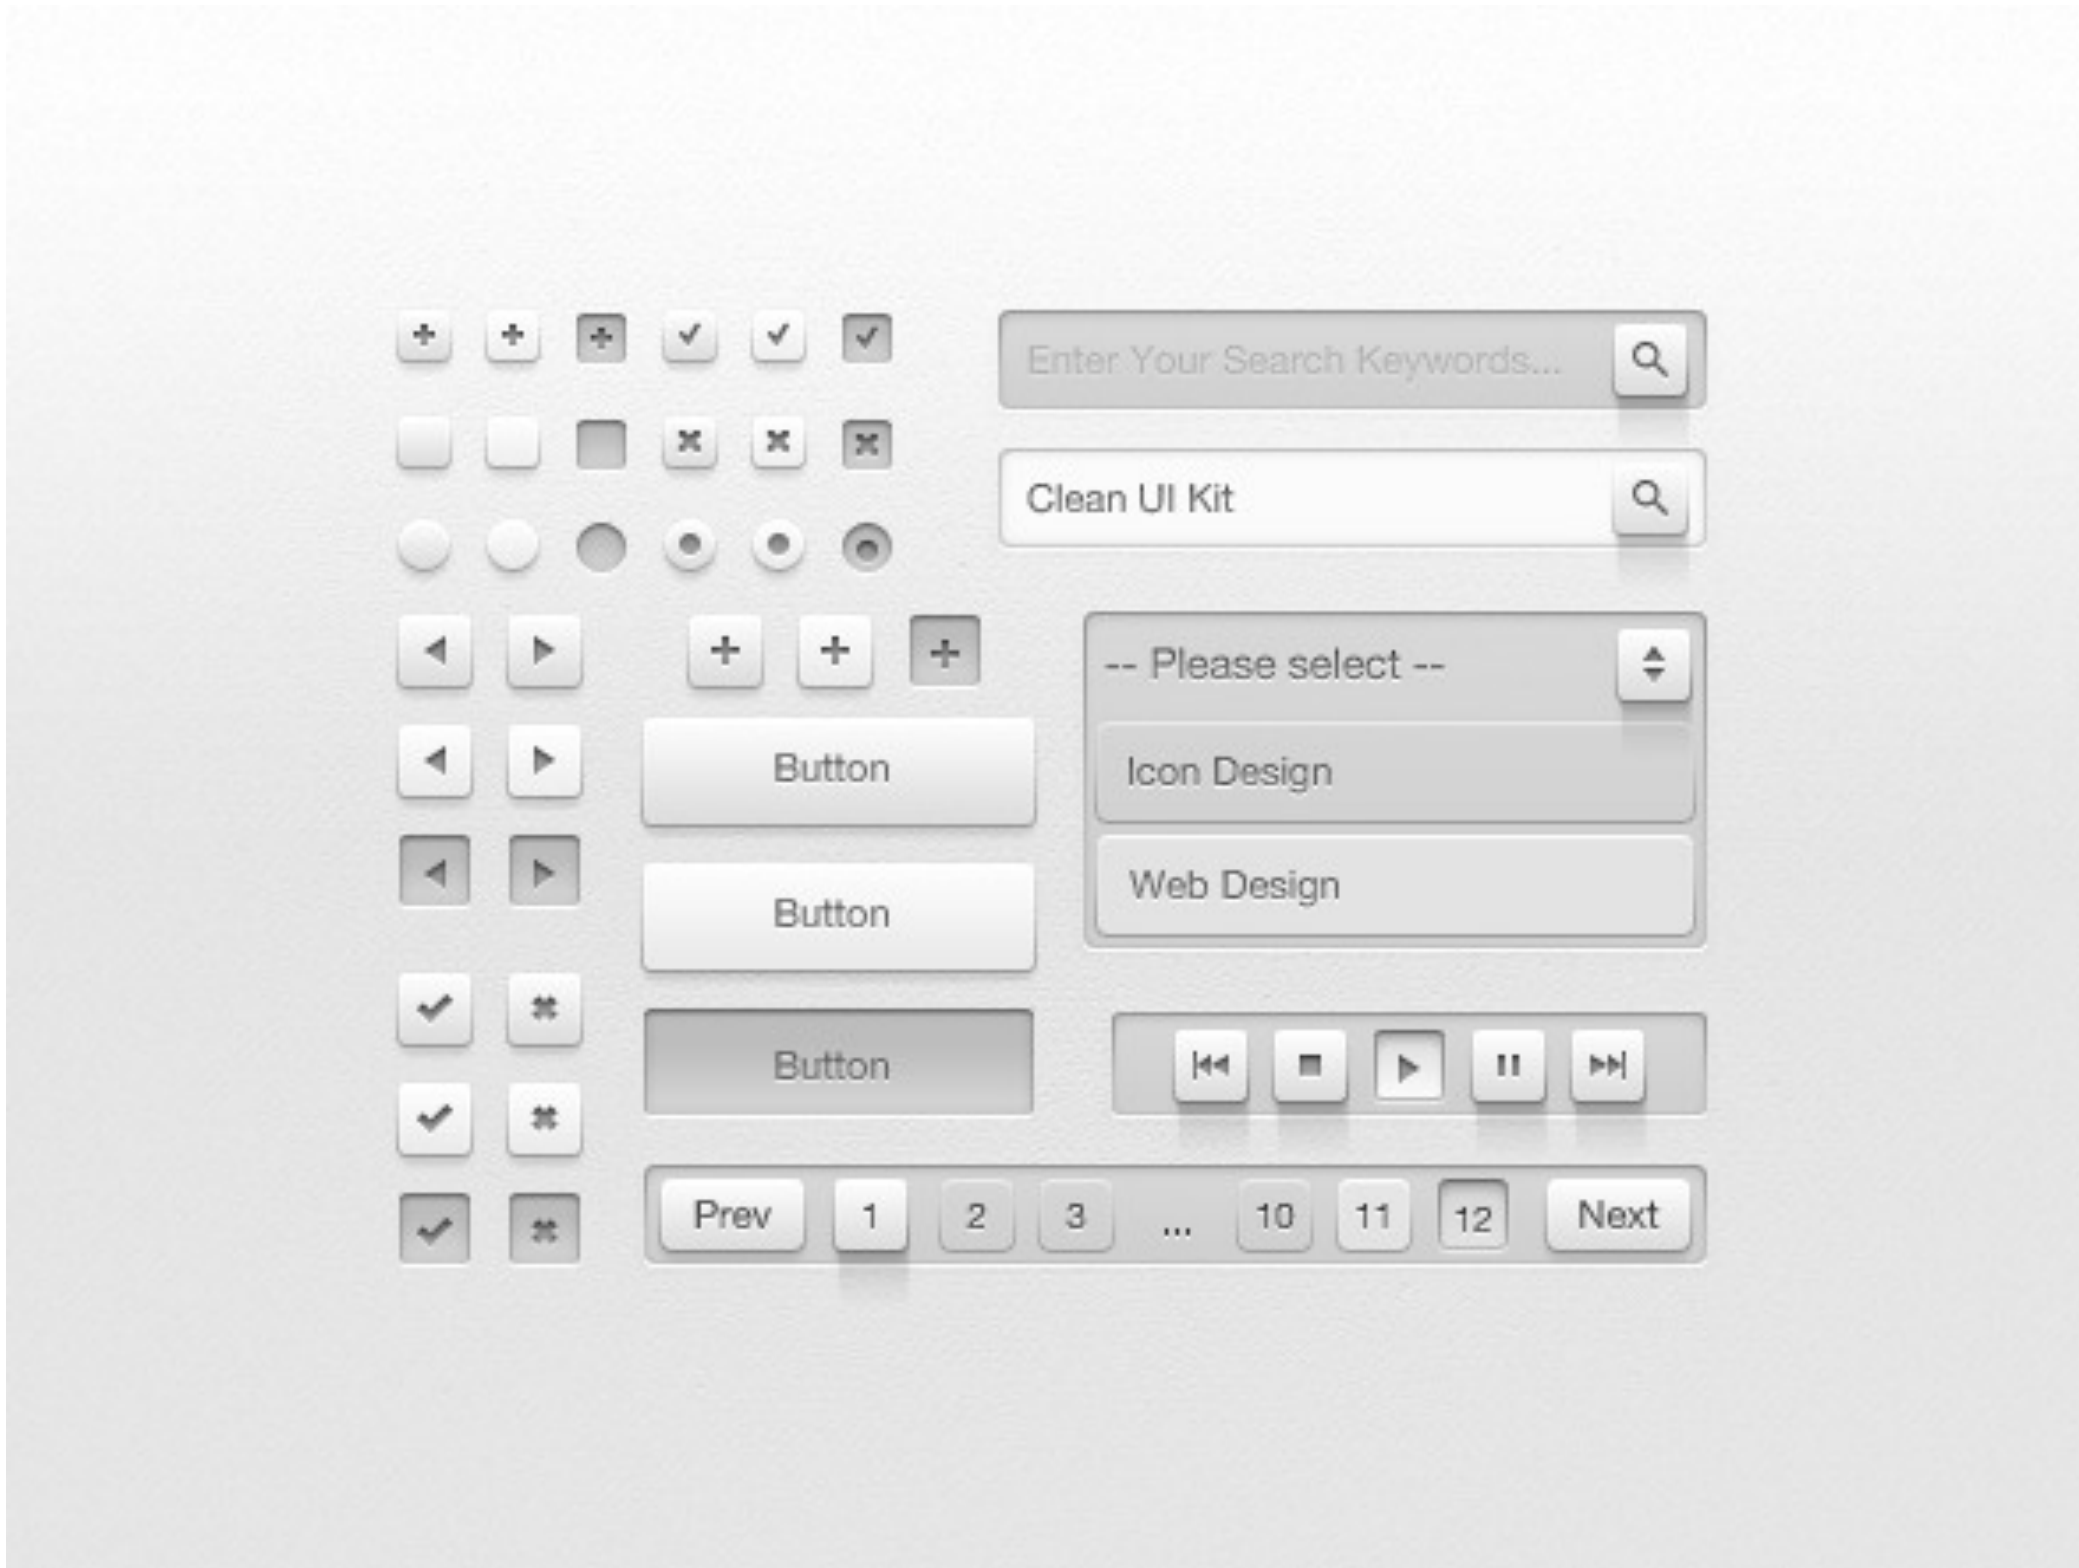 Enter Your Search Keywords...
Clean UI Kit
-- Please select --
Icon Design
Web Design
Button
Button
Button
Prev 1 2 3 ... 10 11 12 Next